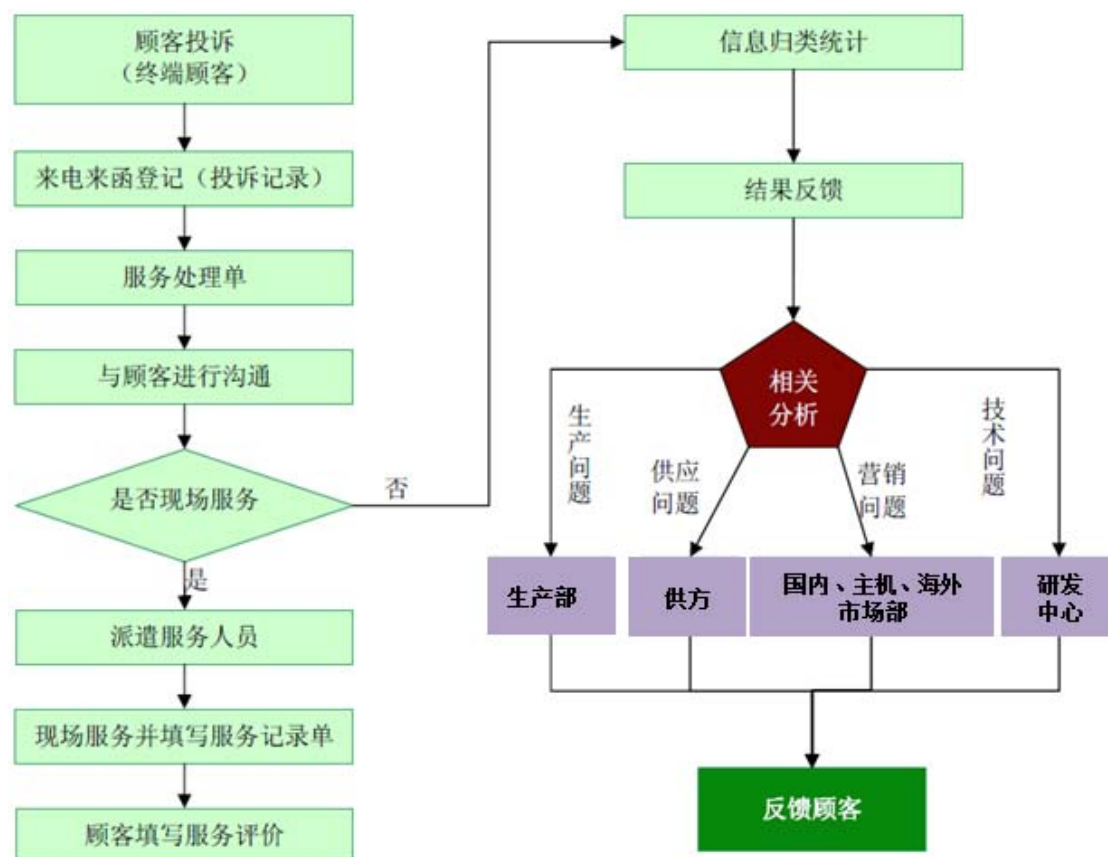 顾客投诉
（终端顾客）
来电来函登记（投诉记录）
服务处理单
与顾客进行沟通
是否现场服务
否
是
派遣服务人员
现场服务并填写服务记录单
顾客填写服务评价
信息归类统计
结果反馈
相关
分析
生产问题
供应
问题
营销
问题
技术问题
生产部
供方
国内、主机、海外
市场部
研发
中心
反馈顾客